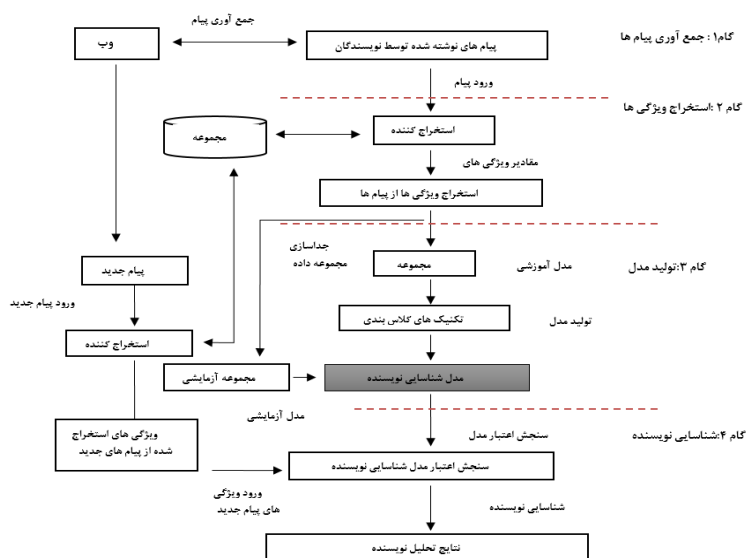 گام۱: جمع آوری پیام ها
جمع آوری پیام
وب
پیام های نوشته شده توسط نویسندگان
ورود پیام
گام ۲ :استخراج ویژگی ها
استخراج کننده
مجموعه
مقادیر ویژگی های
استخراج ویژگی ها از پیام ها
جداسازی
مجموعه داده
گام ۳:تولید مدل
مدل آموزشی
مجموعه
پیام جدید
ورود پیام جدید
تکنیک های کلاس بندی
تولید مدل
استخراج کننده
مجموعه آزمایشی
مدل شناسایی نویسنده
مدل آزمایشی
گام ۴:شناسایی نویسنده
سنجش اعتبار مدل
ویژگی های استخراج
شده از پیام های جدید
سنجش اعتبار مدل شناسایی نویسنده
ورود ویژگی
های پیام جدید
شناسایی نویسنده
نتایج تحلیل نویسنده